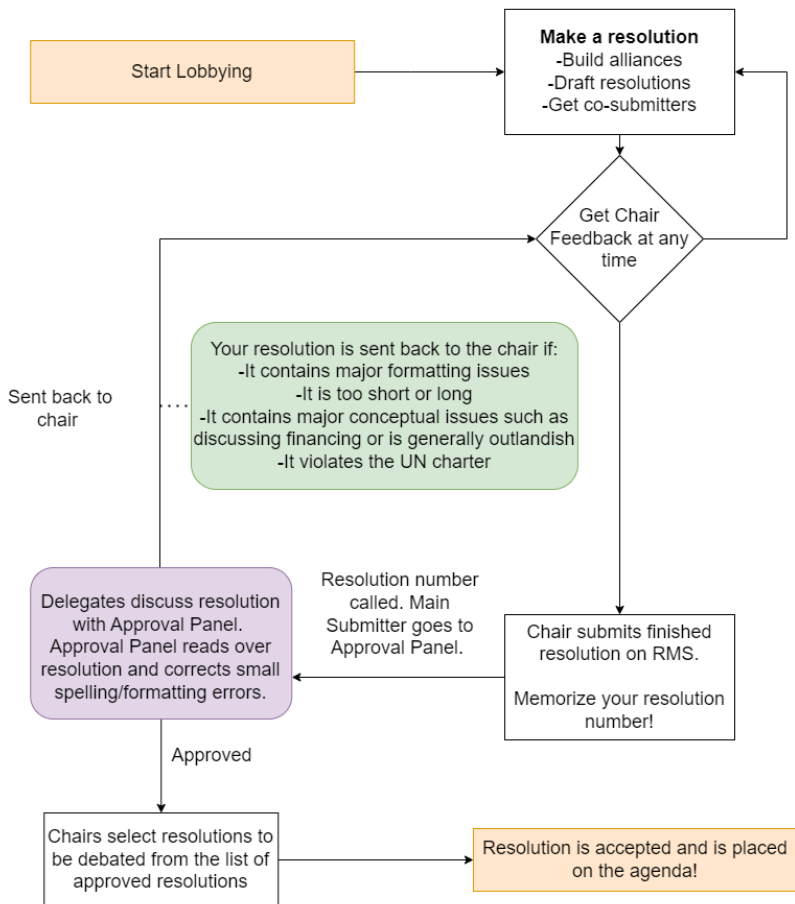 Start Lobbying
Make a resolution
-Build alliances
-Draft resolutions
-Get co-submitters
Get Chair
Feedback at any
time
Your resolution is sent back to the chair if:
-It contains major formatting issues
-It is too short or long
-It contains major conceptual issues such as
discussing financing or is generally outlandish
-It violates the UN charter
Sent back to
chair
Resolution number
called. Main
Submitter goes to
Approval Panel.
Delegates discuss resolution
with Approval Panel.
Approval Panel reads over
resolution and corrects small
spelling/formatting errors.
Chair submits finished
resolution on RMS.
Memorize your resolution
number!
Approved
Chairs select resolutions to
be debated from the list of
approved resolutions
Resolution is accepted and is placed
on the agenda!